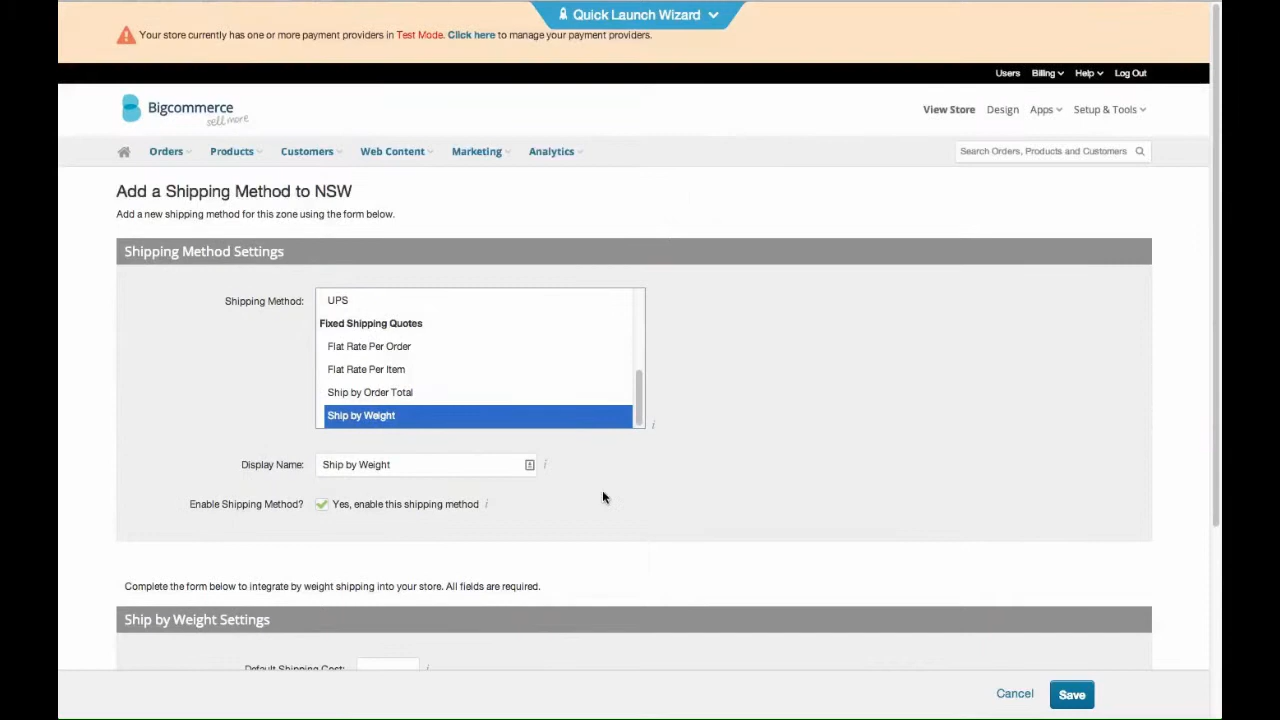 Quick Launch Wizard
Your store currently has one or more payment providers in Test Mode. Click here to manage your payment providers.
Users Billing Help Log Out
Bigcommerce
sell more
View Store Design Apps Setup & Tools
Orders Products Customers Web Content Marketing Analytics Search Orders, Products and Customers
Add a Shipping Method to NSW
Add a new shipping method for this zone using the form below.
Shipping Method Settings
Shipping Method: UPS
Fixed Shipping Quotes
Flat Rate Per Order
Flat Rate Per Item
Ship by Order Total
Ship by Weight
i
Display Name: Ship by Weight i
Enable Shipping Method? Yes, enable this shipping method i
Complete the form below to integrate by weight shipping into your store. All fields are required.
Ship by Weight Settings
Default Shipping Cost: i
Cancel Save